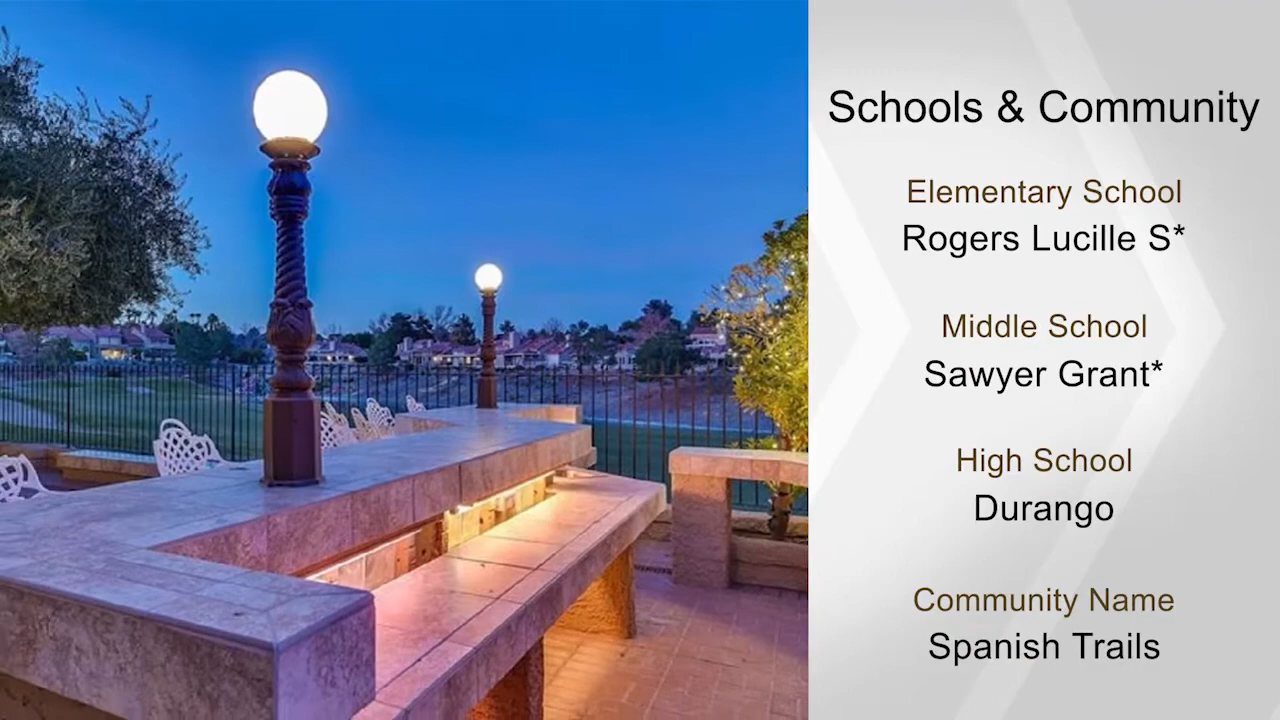 Schools & Community
Elementary School
Rogers Lucille S*
Middle School
Sawyer Grant*
High School
Durango
Community Name
Spanish Trails